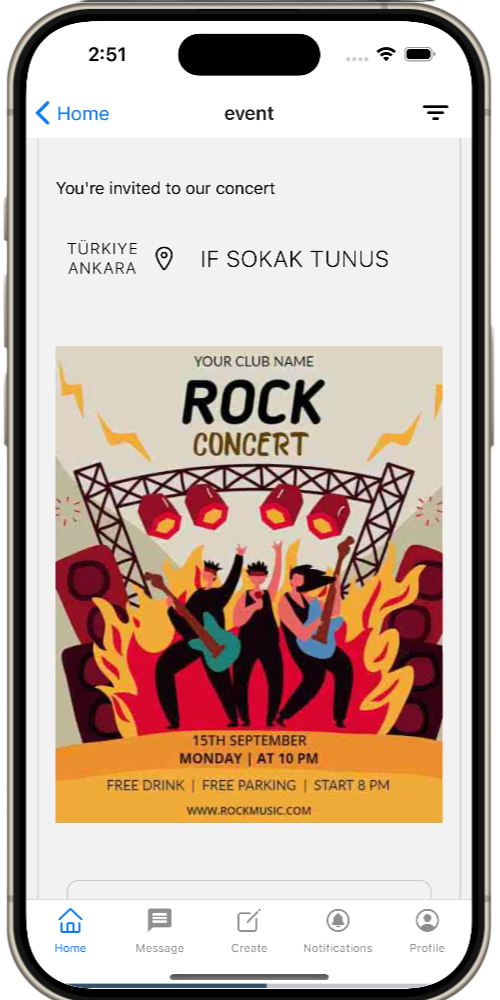 2:51
Home
event
You're invited to our concert
TÜRKIYE
ANKARA
IF SOKAK TUNUS
YOUR CLUB NAME
ROCK
CONCERT
15TH SEPTEMBER
MONDAY | AT 10 PM
FREE DRINK | FREE PARKING | START 8 PM
WWW.ROCKMUSIC.COM
Home
Message
Create
Notifications
Profile